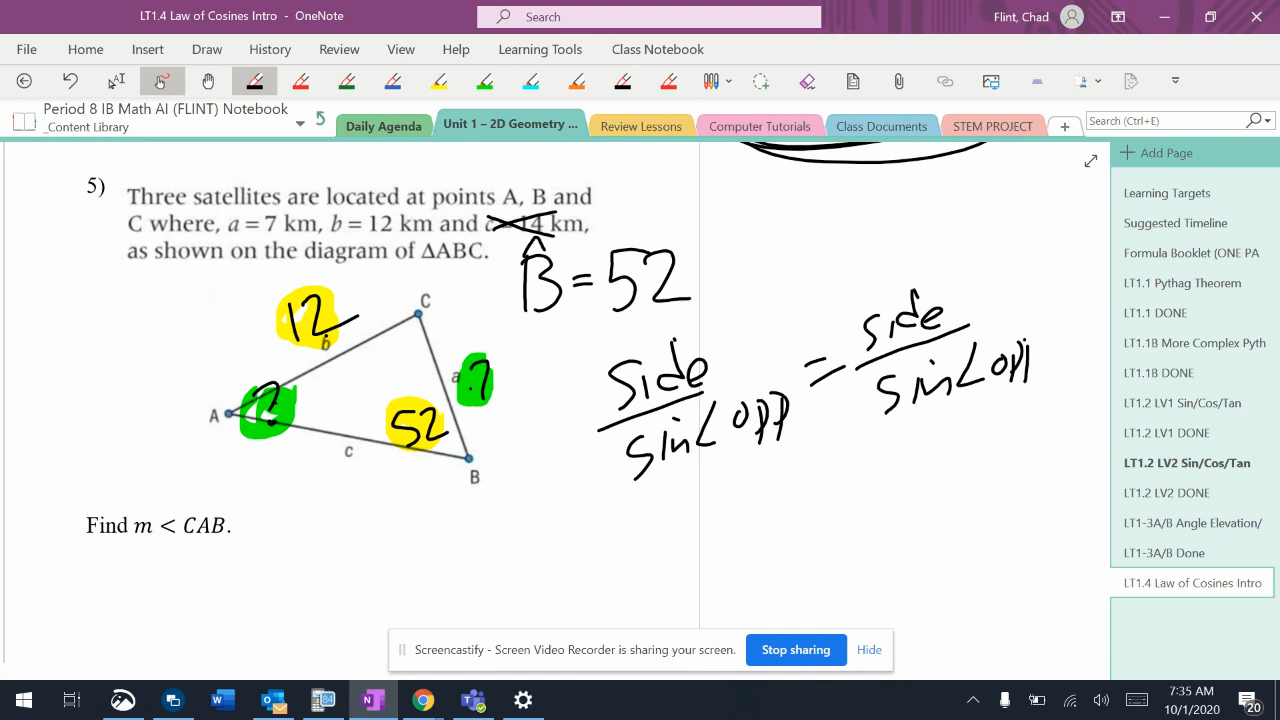 LT1.4 Law of Cosines Intro - OneNote
Search
Flint, Chad
File Home Insert Draw History Review View Help Learning Tools Class Notebook
Period 8 IB Math AI (FLINT) Notebook
_Content Library
Daily Agenda
Unit 1 – 2D Geometry ...
Review Lessons
Computer Tutorials
Class Documents
STEM PROJECT
Search (Ctrl+E)
5)
Three satellites are located at points A, B and
C where, a = 7 km, b = 12 km and c = 14 km,
as shown on the diagram of ΔABC.
B̂ = 52
12
b
C
a
7
A
?
52
c
B
side
sin∠opp
=
side
sin∠opp
Find m < CAB.
Add Page
Learning Targets
Suggested Timeline
Formula Booklet (ONE PA
LT1.1 Pythag Theorem
LT1.1 DONE
LT1.1B More Complex Pyth
LT1.1B DONE
LT1.2 LV1 Sin/Cos/Tan
LT1.2 LV1 DONE
LT1.2 LV2 Sin/Cos/Tan
LT1.2 LV2 DONE
LT1-3A/B Angle Elevation/
LT1-3A/B Done
LT1.4 Law of Cosines Intro
Screencastify - Screen Video Recorder is sharing your screen.
Stop sharing
Hide
84
7:35 AM
10/1/2020
20